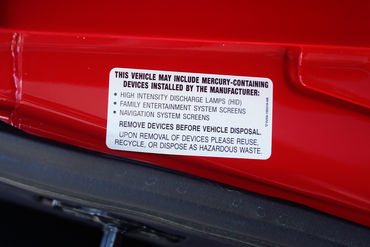 THIS VEHICLE MAY INCLUDE MERCURY-CONTAINING
DEVICES INSTALLED BY THE MANUFACTURER:
• HIGH INTENSITY DISCHARGE LAMPS (HID)
• FAMILY ENTERTAINMENT SYSTEM SCREENS
• NAVIGATION SYSTEM SCREENS
REMOVE DEVICES BEFORE VEHICLE DISPOSAL.
UPON REMOVAL OF DEVICES PLEASE REUSE,
RECYCLE, OR DISPOSE AS HAZARDOUS WASTE.